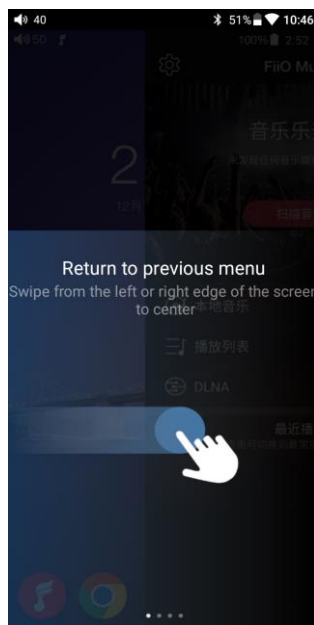 40
51%
10:46
50
100%
2:52
FiiO Mu
音乐乐
2
12月
扫描音
Return to previous menu
Swipe from the left or right edge of the screen
to center
本地音乐
播放列表
DLNA
最近播